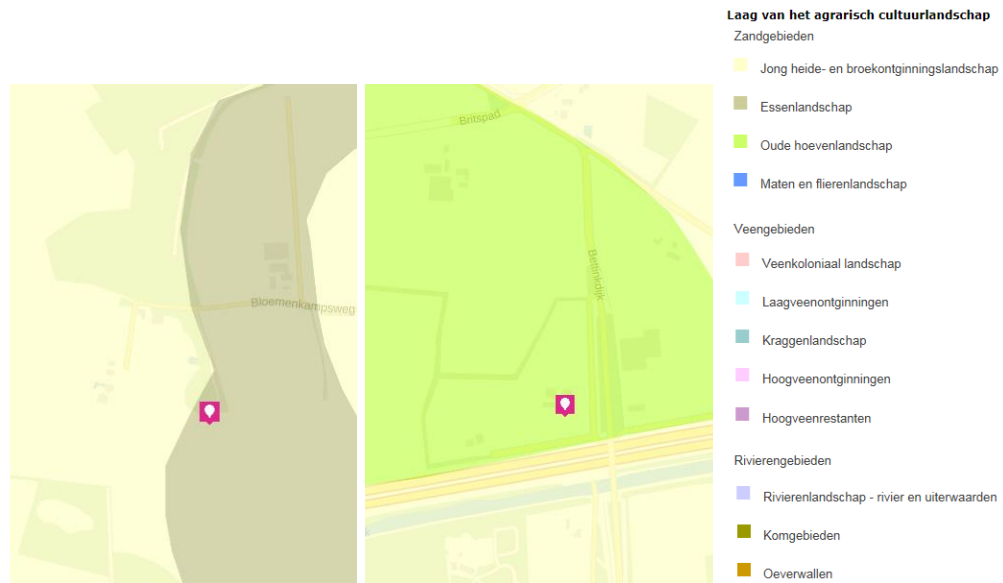 Laag van het agrarisch cultuurlandschap
Zandgebieden
Jong heide- en broekontginningslandschap
Essenlandschap
Oude hoevenlandschap
Maten en flierenlandschap
Veengebieden
Veenkoloniaal landschap
Laagveenontginningen
Kraggenlandschap
Hoogveenontginningen
Hoogveenrestanten
Rivierengebieden
Rivierenlandschap - rivier en uiterwaarden
Komgebieden
Oeverwallen
Bloemenkampsweg
Britspad
Bettinkdijk
k